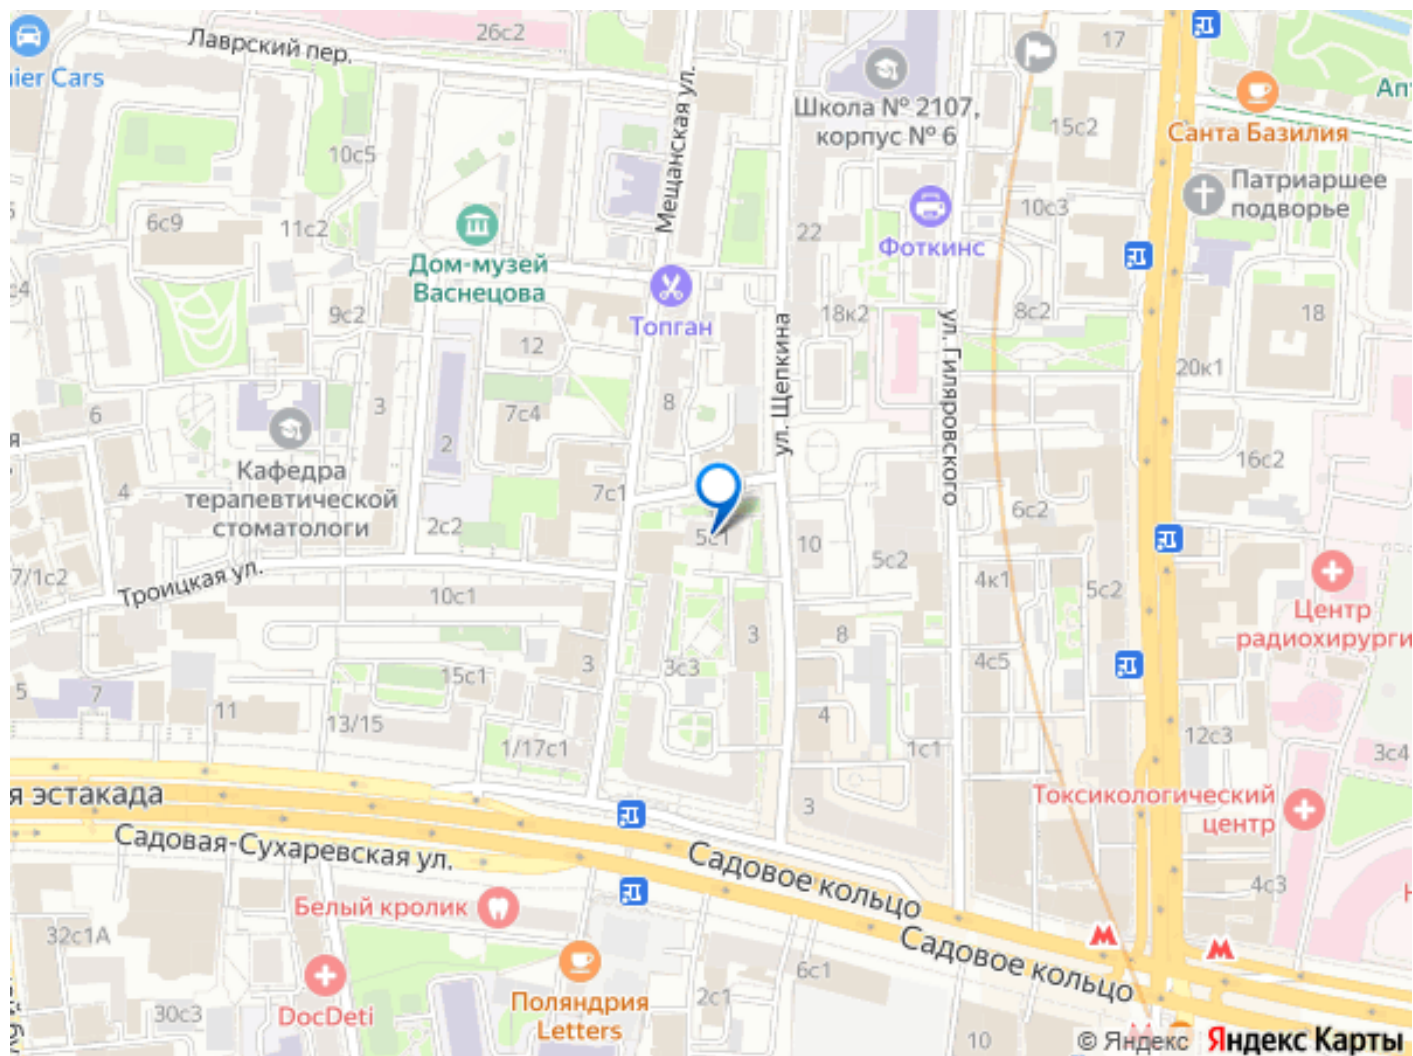 26с2
Лаврский пер.
17
nier Cars
Школа № 2107,
корпус № 6
15с2
Санта Базилия
Ап
10с5
Мещанская ул.
Патриаршее
подворье
6с9
11с2
22
10с3
Фоткинс
Дом-музей
Васнецова
9с2
Топган
18к2
8с2
18
12
ул. Щепкина
ул. Гиляровского
20к1
6
3
7с4
8
2
16с2
Кафедра
терапевтической
стоматологи
4
7с1
6с2
2с2
5с1
10
5с2
7/1с2
Троицкая ул.
10с1
4к1
5с2
Центр
радиохирурги
3
8
3
3с3
4с5
15с1
5
7
11
13/15
4
1/17с1
1с1
12с3
3с4
я эстакада
3
Токсикологический
центр
Садовая-Сухаревская ул.
Садовое кольцо
4с3
Белый кролик
32с1А
Садовое кольцо
6с1
Поляндрия
Letters
2с1
30с3
DocDeti
10
© Яндекс Яндекс Карты